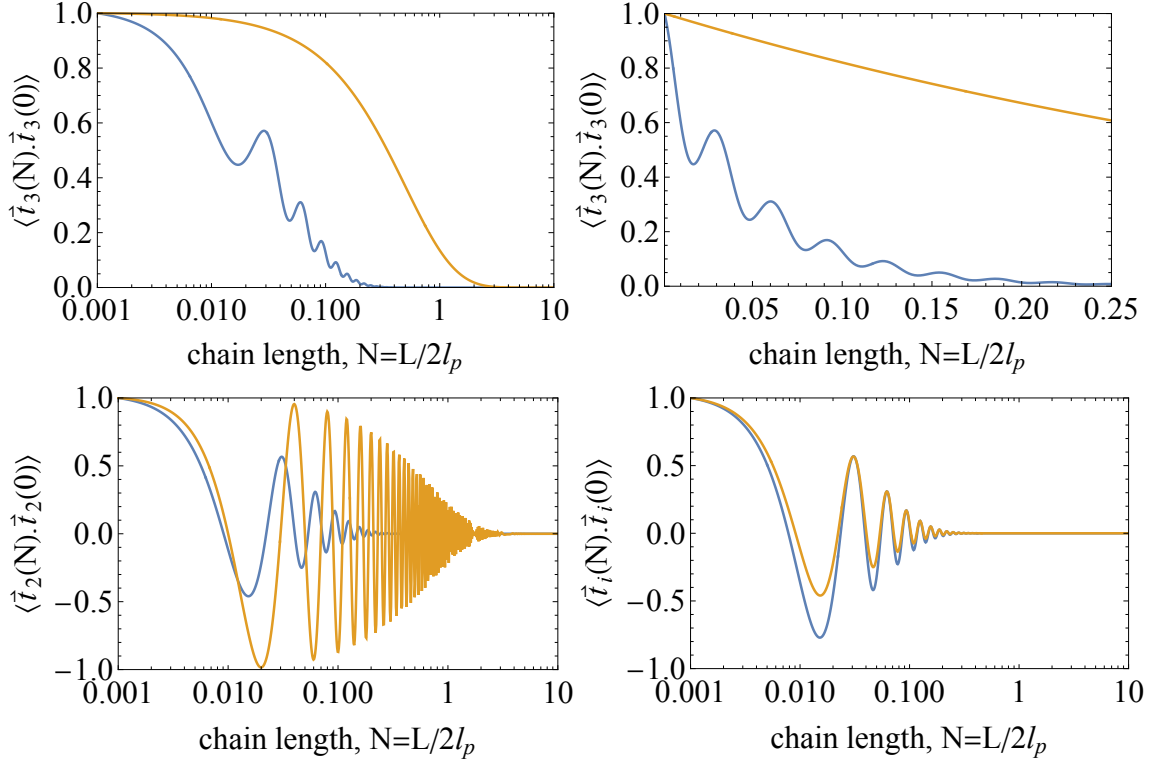 1.0
0.8
0.6
0.4
0.2
0.0
⟨t⃗₃(N).t⃗₃(0)⟩
0.001 0.010 0.100 1 10
chain length, N=L/2lₚ
1.0
0.8
0.6
0.4
0.2
0.0
⟨t⃗₃(N).t⃗₃(0)⟩
0.05 0.10 0.15 0.20 0.25
chain length, N=L/2lₚ
1.0
0.5
0.0
−0.5
−1.0
⟨t⃗₂(N).t⃗₂(0)⟩
0.001 0.010 0.100 1 10
chain length, N=L/2lₚ
1.0
0.5
0.0
−0.5
−1.0
⟨t⃗ᵢ(N).t⃗ᵢ(0)⟩
0.001 0.010 0.100 1 10
chain length, N=L/2lₚ